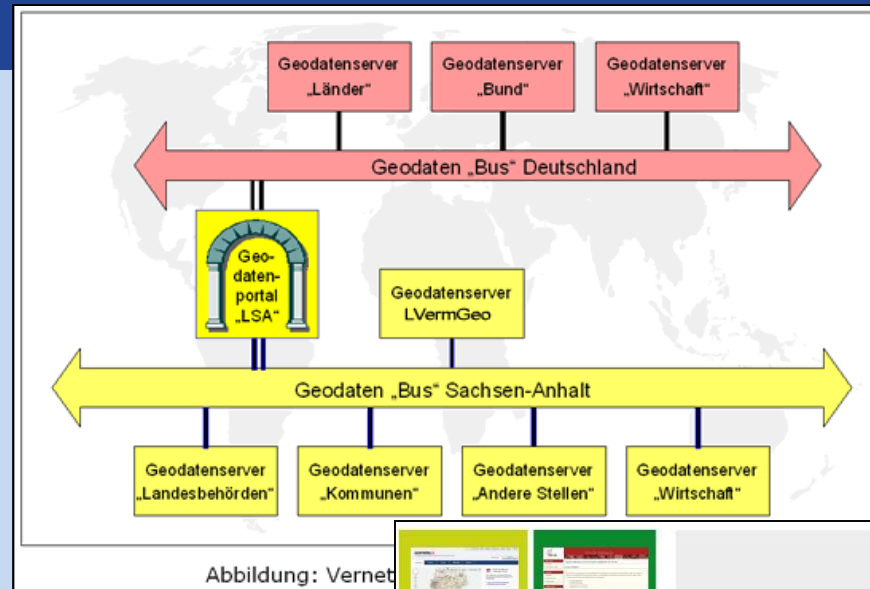 Geodatenserver
„Länder“
Geodatenserver
„Bund“
Geodatenserver
„Wirtschaft“
Geodaten „Bus“ Deutschland
Geo-
daten-
portal
„LSA“
Geodatenserver
LVermGeo
Geodaten „Bus“ Sachsen-Anhalt
Geodatenserver
„Landesbehörden“
Geodatenserver
„Kommunen“
Geodatenserver
„Andere Stellen“
Geodatenserver
„Wirtschaft“
Abbildung: Vernet